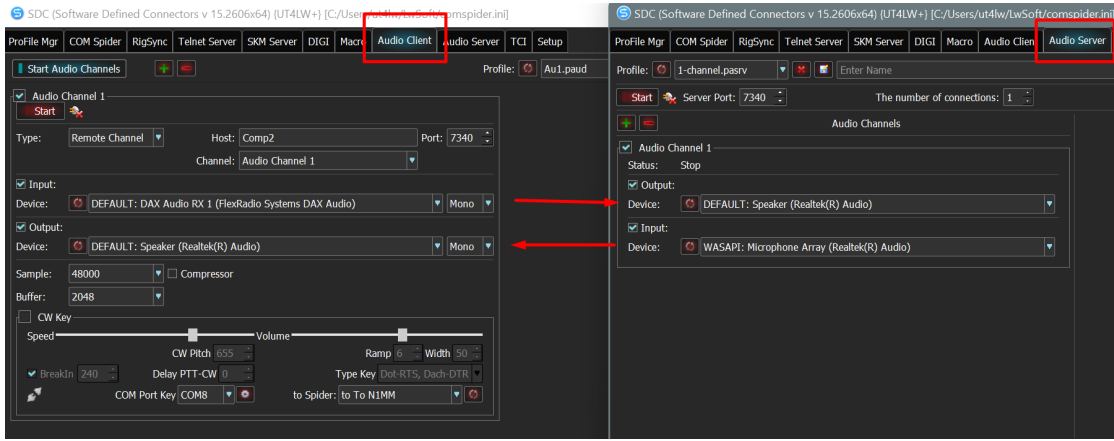 SDC (Software Defined Connectors v 15.2606x64) {UT4LW+} [C:/Users/ut4lw/LwSoft/comspider.ini]
ProFile Mgr COM Spider RigSync Telnet Server SKM Server DIGI Macro Audio Client Audio Server TCI Setup
Start Audio Channels Profile: Au1.paud
Audio Channel 1
Start
Type: Remote Channel Host: Comp2 Port: 7340
Channel: Audio Channel 1
Input:
Device: DEFAULT: DAX Audio RX 1 (FlexRadio Systems DAX Audio) Mono
Output:
Device: DEFAULT: Speaker (Realtek(R) Audio) Mono
Sample: 48000 Compressor
Buffer: 2048
CW Key
Speed Volume
CW Pitch 655 Ramp 6 Width 50
BreakIn 240 Delay PTT-CW 0 Type Key Dot-RTS, Dach-DTR
COM Port Key COM8 to Spider: to To N1MM
SDC (Software Defined Connectors v 15.2606x64) {UT4LW+} [C:/Users/ut4lw/LwSoft/comspider.ini]
ProFile Mgr COM Spider RigSync Telnet Server SKM Server DIGI Macro Audio Clien Audio Server
Profile: 1-channel.pasrv Enter Name
Start Server Port: 7340 The number of connections: 1
Audio Channels
Audio Channel 1
Status: Stop
Output:
Device: DEFAULT: Speaker (Realtek(R) Audio)
Input:
Device: WASAPI: Microphone Array (Realtek(R) Audio)